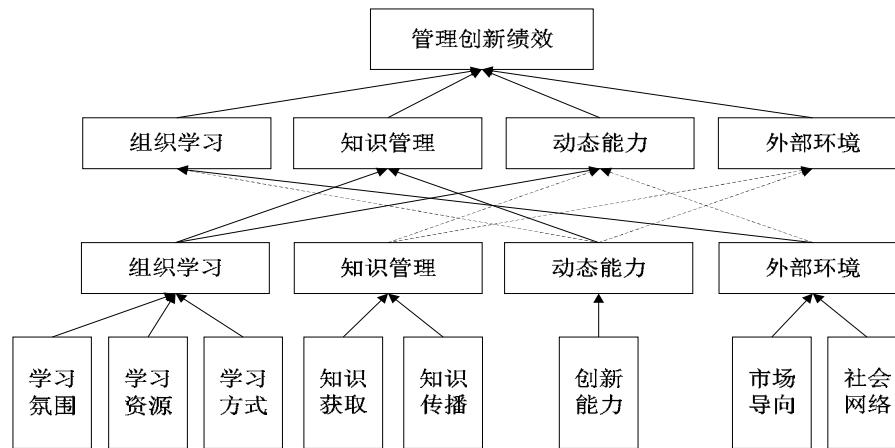 管理创新绩效
组织学习 知识管理 动态能力 外部环境
组织学习 知识管理 动态能力 外部环境
学习 学习 学习 知识 知识 创新 市场 社会
氛围 资源 方式 获取 传播 能力 导向 网络